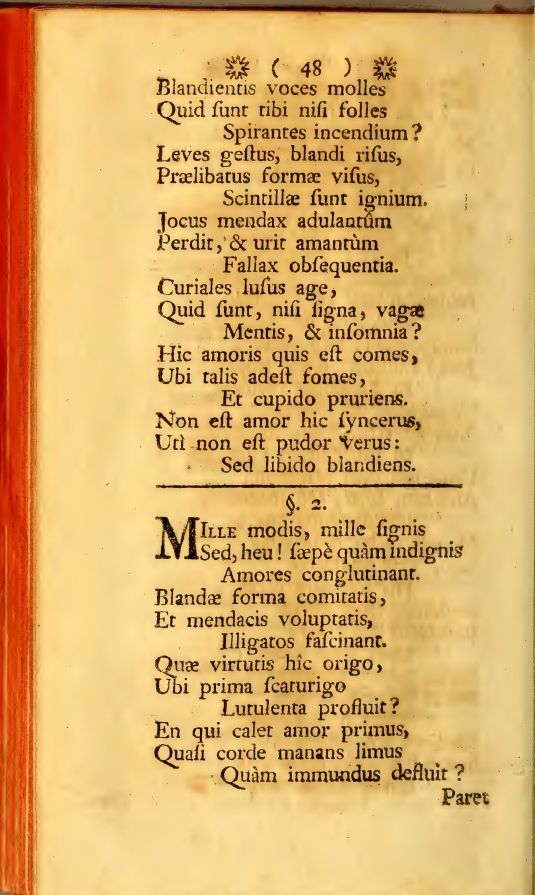 ( 48 )
Blandientis voces molles
Quid ſunt tibi niſi folles
Spirantes incendium?
Leves geſtus, blandi riſus,
Prælibatus formæ viſus,
Scintillæ ſunt ignium.
Jocus mendax adulantûm
Perdit, & urit amantùm
Fallax obſequentia.
Curiales luſus age,
Quid ſunt, niſi ſigna, vagæ
Mentis, & inſomnia?
Hic amoris quis eſt comes,
Ubi talis adeſt fomes,
Et cupido pruriens.
Non eſt amor hic ſyncerus,
Utì non eſt pudor verus:
Sed libido blandiens.
§. 2.
MILLE modis, mille ſignis
Sed, heu! ſæpè quàm indignis
Amores conglutinant.
Blandæ forma comitatis,
Et mendacis voluptatis,
Illigatos faſcinant.
Quæ virtutis hîc origo,
Ubi prima ſcaturigo
Lutulenta profluit?
En qui calet amor primus,
Quaſi corde manans limus
Quàm immundus defluit?
Paret